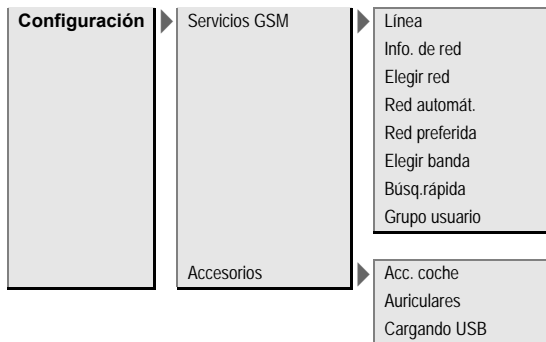 Configuración
Servicios GSM
Línea
Info. de red
Elegir red
Red automát.
Red preferida
Elegir banda
Búsq.rápida
Grupo usuario
Accesorios
Acc. coche
Auriculares
Cargando USB